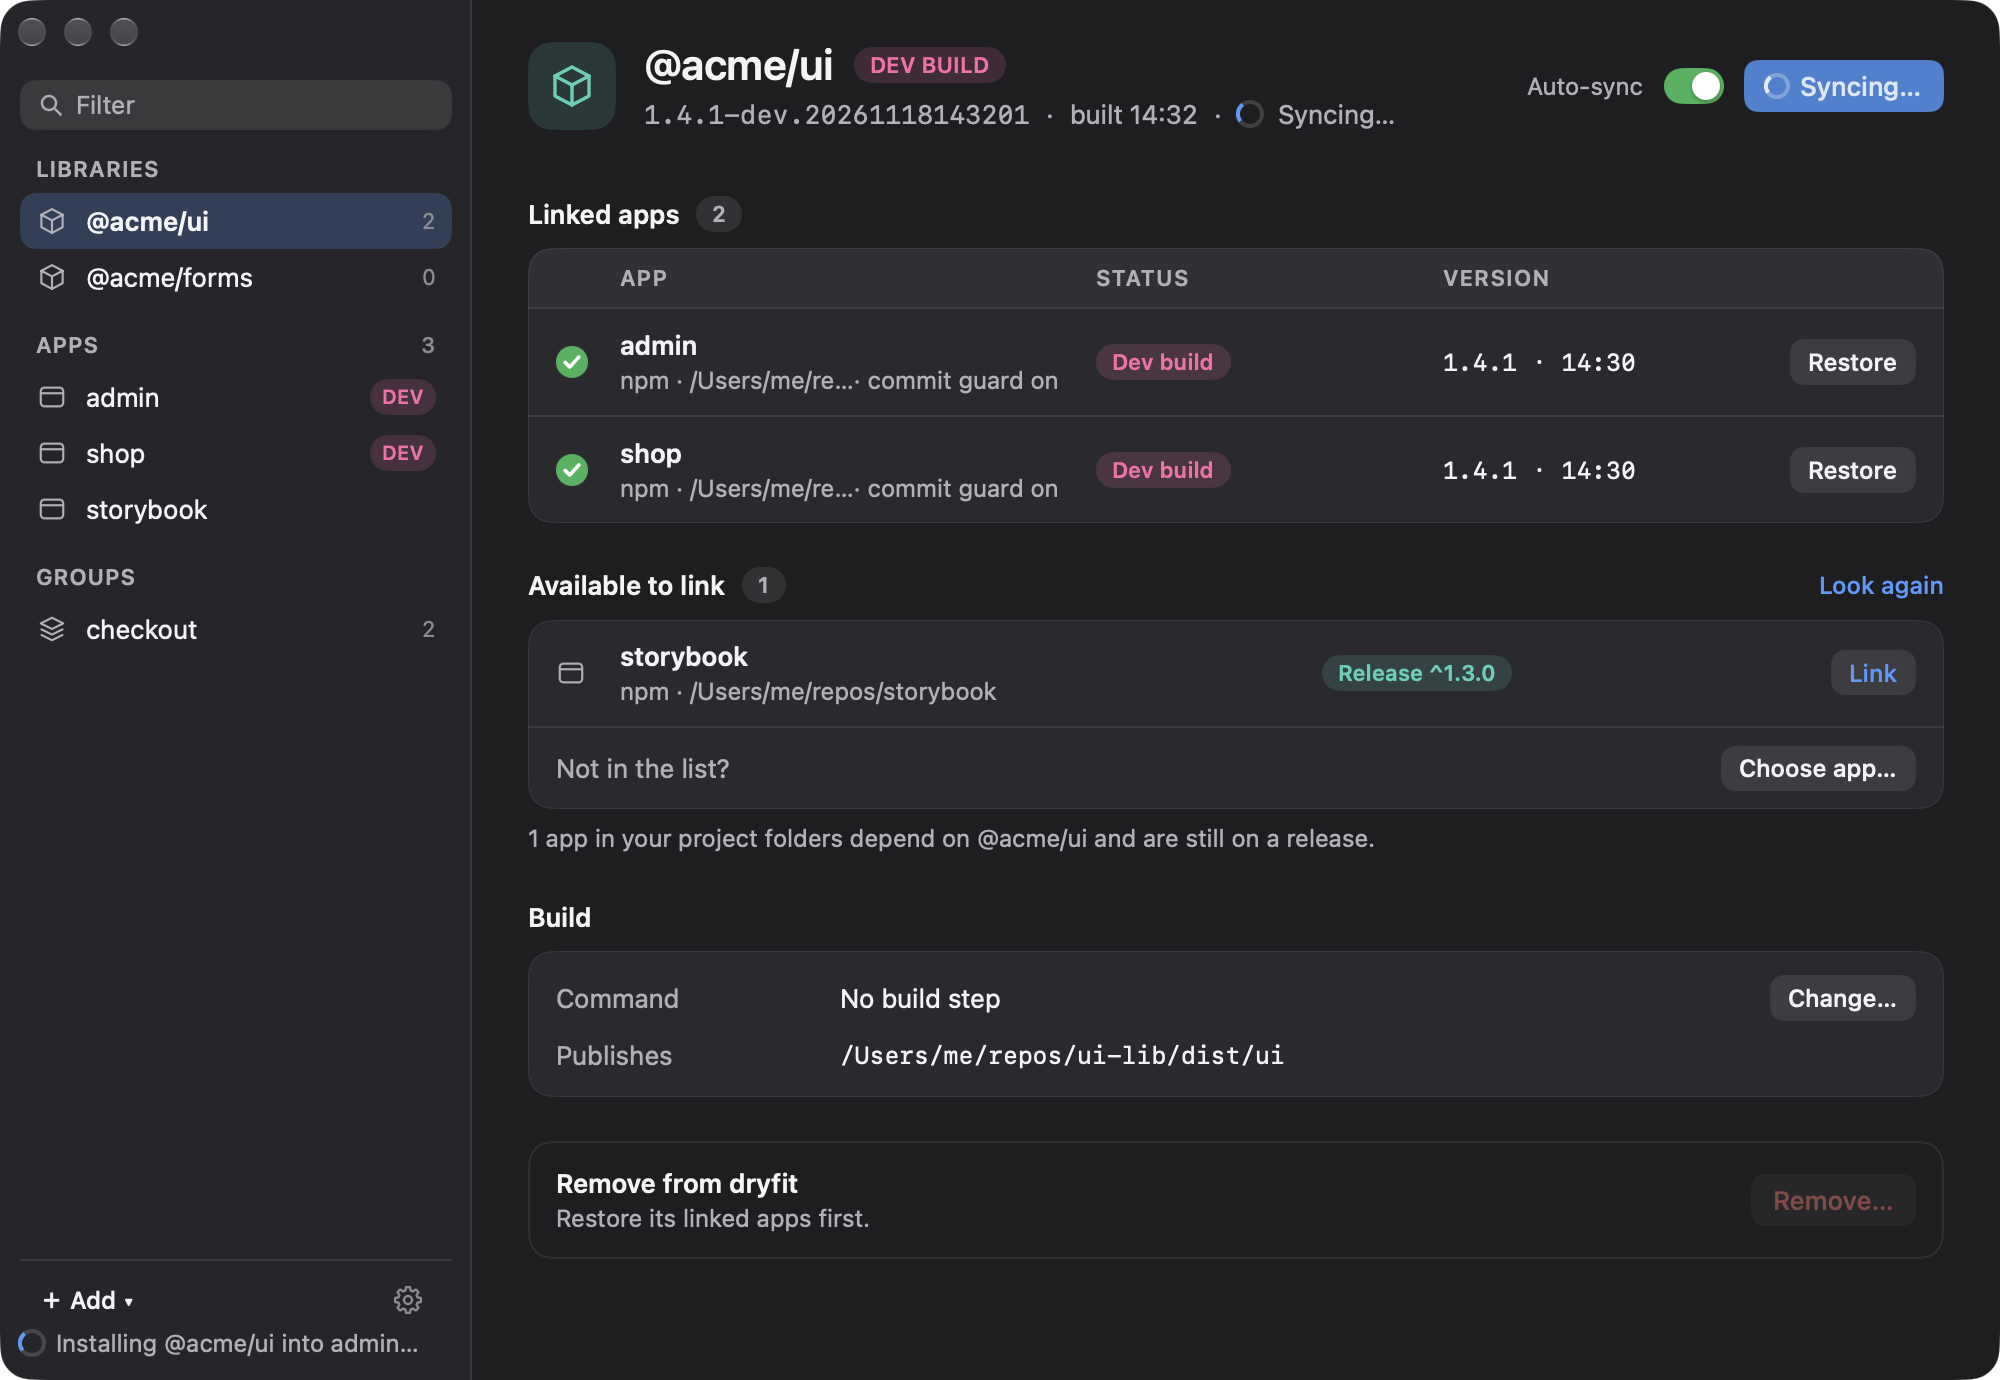 Filter
LIBRARIES
@acme/ui 2
@acme/forms 0
APPS 3
admin DEV
shop DEV
storybook
GROUPS
checkout 2
+ Add ▾
Installing @acme/ui into admin…
@acme/ui DEV BUILD
1.4.1-dev.20261118143201 · built 14:32 · Syncing…
Auto-sync Syncing…
Linked apps 2
APP STATUS VERSION
admin
npm · /Users/me/re…· commit guard on
Dev build 1.4.1 · 14:30 Restore
shop
npm · /Users/me/re…· commit guard on
Dev build 1.4.1 · 14:30 Restore
Available to link 1 Look again
storybook
npm · /Users/me/repos/storybook
Release ^1.3.0 Link
Not in the list? Choose app…
1 app in your project folders depend on @acme/ui and are still on a release.
Build
Command No build step Change…
Publishes /Users/me/repos/ui-lib/dist/ui
Remove from dryfit
Restore its linked apps first.
Remove…